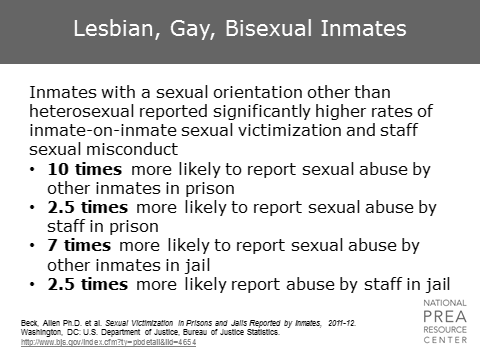 Lesbian, Gay, Bisexual Inmates
Inmates with a sexual orientation other than
heterosexual reported significantly higher rates of
inmate-on-inmate sexual victimization and staff
sexual misconduct
• 10 times more likely to report sexual abuse by
other inmates in prison
• 2.5 times more likely to report sexual abuse by
staff in prison
• 7 times more likely to report sexual abuse by
other inmates in jail
• 2.5 times more likely report abuse by staff in jail
NATIONAL
PREA
RESOURCE
CENTER
Beck, Allen Ph.D. et al. Sexual Victimization in Prisons and Jails Reported by Inmates, 2011-12.
Washington, DC: U.S. Department of Justice, Bureau of Justice Statistics.
http://www.bjs.gov/index.cfm?ty=pbdetail&iid=4654